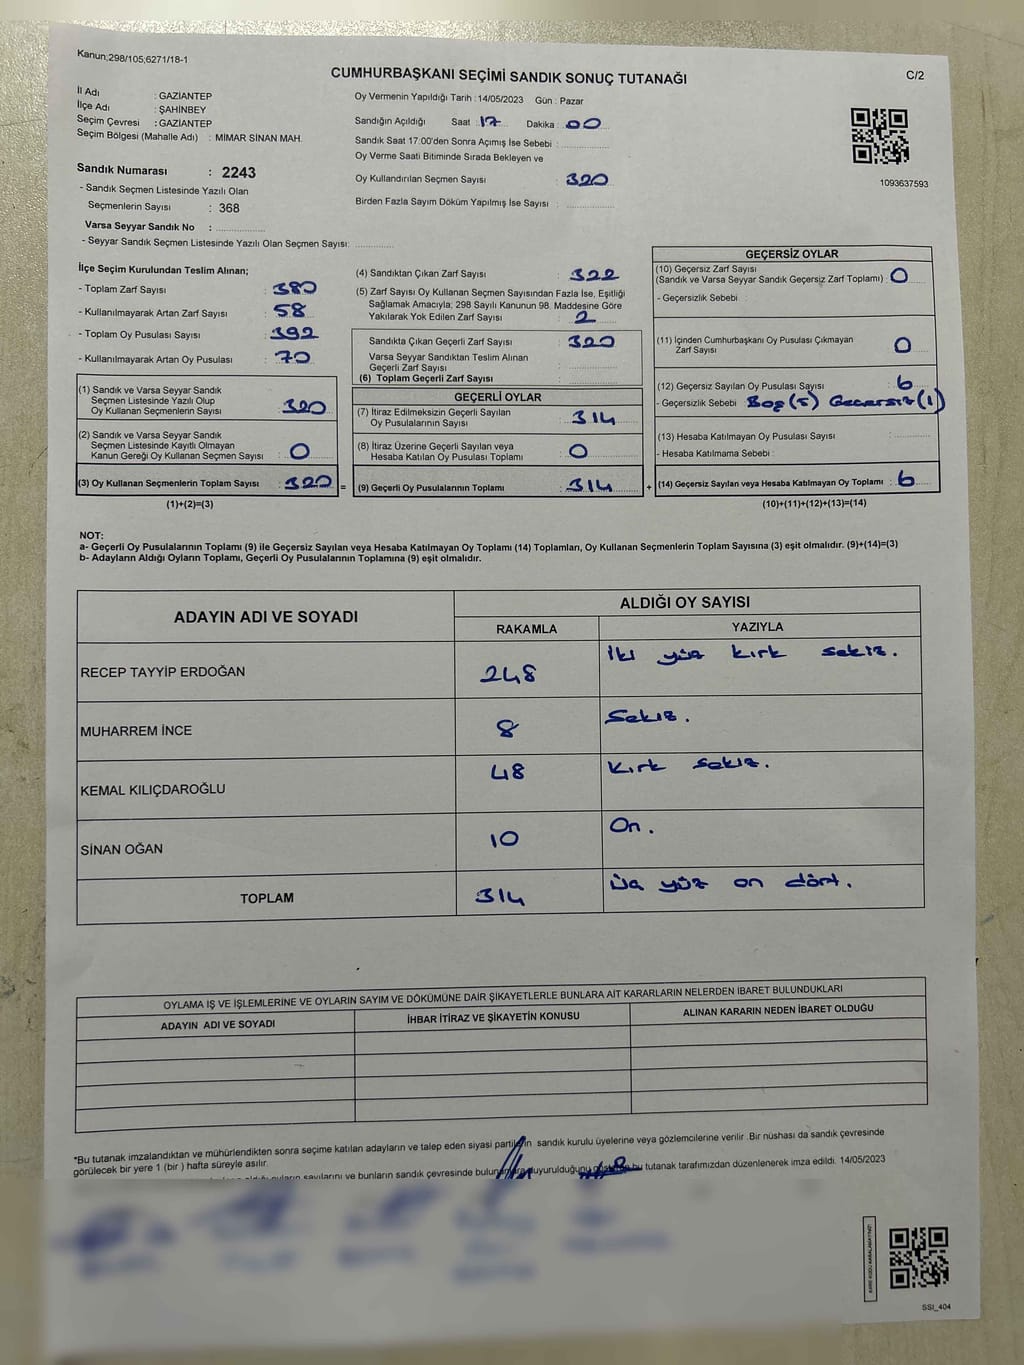 Kanun;298/105;6271/18-1
CUMHURBAŞKANI SEÇİMİ SANDIK SONUÇ TUTANAĞI
C/2
İl Adı : GAZİANTEP
İlçe Adı : ŞAHİNBEY
Seçim Çevresi : GAZİANTEP
Seçim Bölgesi (Mahalle Adı) : MİMAR SİNAN MAH.
Oy Vermenin Yapıldığı Tarih : 14/05/2023 Gün : Pazar
Sandığın Açıldığı Saat : 17 Dakika : 00
Sandık Saat 17:00'den Sonra Açımış İse Sebebi :
Oy Verme Saati Bitiminde Sırada Bekleyen ve
Oy Kullandırılan Seçmen Sayısı : 320
Birden Fazla Sayım Döküm Yapılmış İse Sayısı :
1093637593
Sandık Numarası : 2243
- Sandık Seçmen Listesinde Yazılı Olan
Seçmenlerin Sayısı : 368
Varsa Seyyar Sandık No :
- Seyyar Sandık Seçmen Listesinde Yazılı Olan Seçmen Sayısı:
İlçe Seçim Kurulundan Teslim Alınan;
- Toplam Zarf Sayısı : 380
- Kullanılmayarak Artan Zarf Sayısı : 58
- Toplam Oy Pusulası Sayısı : 392
- Kullanılmayarak Artan Oy Pusulası : 70
(1) Sandık ve Varsa Seyyar Sandık
Seçmen Listesinde Yazılı Olup
Oy Kullanan Seçmenlerin Sayısı : 320
(2) Sandık ve Varsa Seyyar Sandık
Seçmen Listesinde Kayıtlı Olmayan
Kanun Gereği Oy Kullanan Seçmen Sayısı : 0
(3) Oy Kullanan Seçmenlerin Toplam Sayısı : 320 =
(1)+(2)=(3)
(4) Sandıktan Çıkan Zarf Sayısı : 322
(5) Zarf Sayısı Oy Kullanan Seçmen Sayısından Fazla İse, Eşitliği
Sağlamak Amacıyla; 298 Sayılı Kanunun 98. Maddesine Göre
Yakılarak Yok Edilen Zarf Sayısı : 2
Sandıkta Çıkan Geçerli Zarf Sayısı : 320
Varsa Seyyar Sandıktan Teslim Alınan
Geçerli Zarf Sayısı :
(6) Toplam Geçerli Zarf Sayısı :
GEÇERLİ OYLAR
(7) İtiraz Edilmeksizin Geçerli Sayılan
Oy Pusulalarının Sayısı : 314
(8) İtiraz Üzerine Geçerli Sayılan veya
Hesaba Katılan Oy Pusulası Toplamı : 0
(9) Geçerli Oy Pusulalarının Toplamı : 314 +
GEÇERSİZ OYLAR
(10) Geçersiz Zarf Sayısı
(Sandık ve Varsa Seyyar Sandık Geçersiz Zarf Toplamı) : 0
- Geçersizlik Sebebi :
(11) İçinden Cumhurbaşkanı Oy Pusulası Çıkmayan
Zarf Sayısı : 0
(12) Geçersiz Sayılan Oy Pusulası Sayısı : 6
- Geçersizlik Sebebi : Boş(5) Geçersiz(1)
(13) Hesaba Katılmayan Oy Pusulası Sayısı :
- Hesaba Katılmama Sebebi :
(14) Geçersiz Sayılan veya Hesaba Katılmayan Oy Toplamı : 6
(10)+(11)+(12)+(13)=(14)
NOT:
a- Geçerli Oy Pusulalarının Toplamı (9) ile Geçersiz Sayılan veya Hesaba Katılmayan Oy Toplamı (14) Toplamları, Oy Kullanan Seçmenlerin Toplam Sayısına (3) eşit olmalıdır. (9)+(14)=(3)
b- Adayların Aldığı Oyların Toplamı, Geçerli Oy Pusulalarının Toplamına (9) eşit olmalıdır.
ADAYIN ADI VE SOYADI ALDIĞI OY SAYISI
RAKAMLA YAZIYLA
RECEP TAYYİP ERDOĞAN 248 İki yüz kırk sekiz.
MUHARREM İNCE 8 Sekiz.
KEMAL KILIÇDAROĞLU 48 Kırk sekiz.
SİNAN OĞAN 10 On.
TOPLAM 314 Üç yüz on dört.
OYLAMA İŞ VE İŞLEMLERİNE VE OYLARIN SAYIM VE DÖKÜMÜNE DAİR ŞİKAYETLERLE BUNLARA AİT KARARLARIN NELERDEN İBARET BULUNDUKLARI
ADAYIN ADI VE SOYADI İHBAR İTİRAZ VE ŞİKAYETİN KONUSU ALINAN KARARIN NEDEN İBARET OLDUĞU
*Bu tutanak imzalandıktan ve mühürlendikten sonra seçime katılan adayların ve talep eden siyasi partilerin sandık kurulu üyelerine veya gözlemcilerine verilir .Bir nüshası da sandık çevresinde
görülecek bir yere 1 (bir ) hafta süreyle asılır.
oyların sayılarını ve bunların sandık çevresinde duyurulduğunu bu tutanak tarafımızdan düzenlenerek imza edildi. 14/05/2023
SSI_404